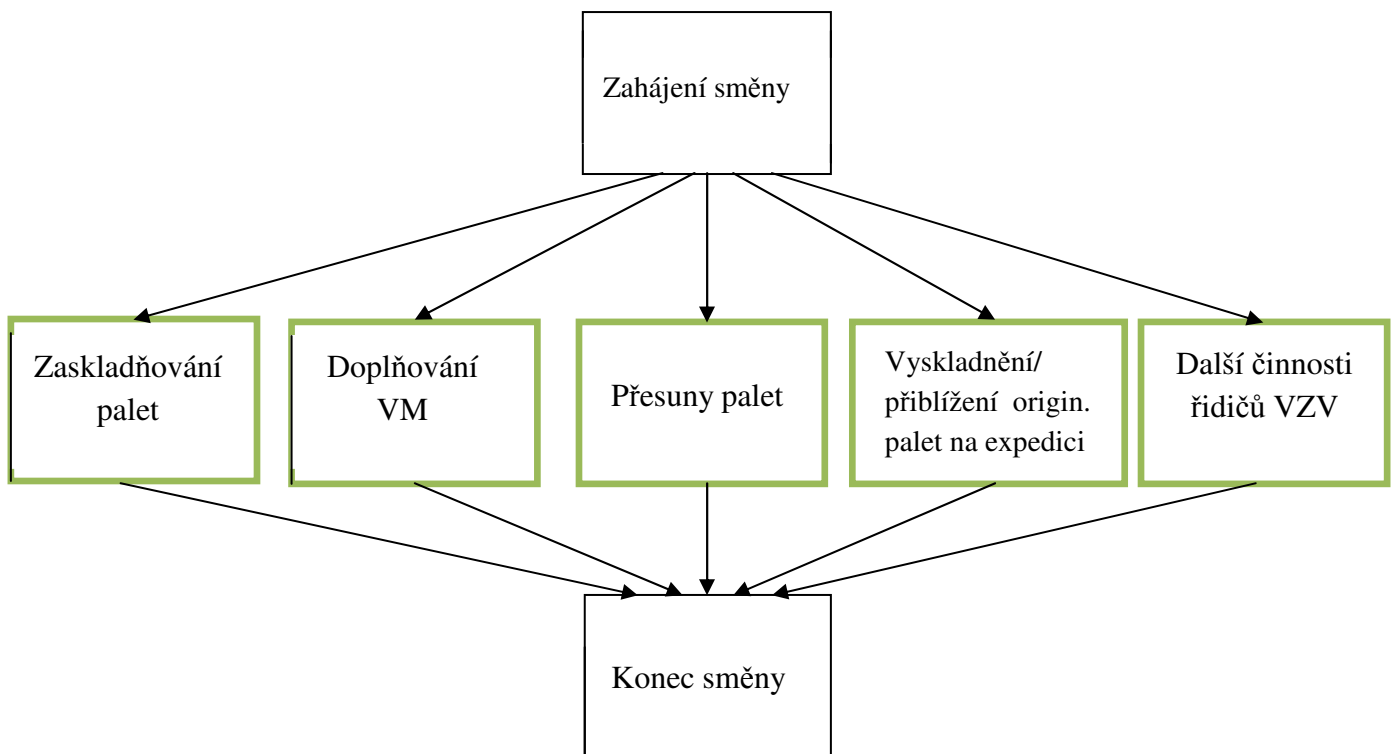 Zahájení směny
Zaskladňování
palet
Doplňování
VM
Přesuny palet
Vyskladnění/
přiblížení origin.
palet na expedici
Další činnosti
řidičů VZV
Konec směny